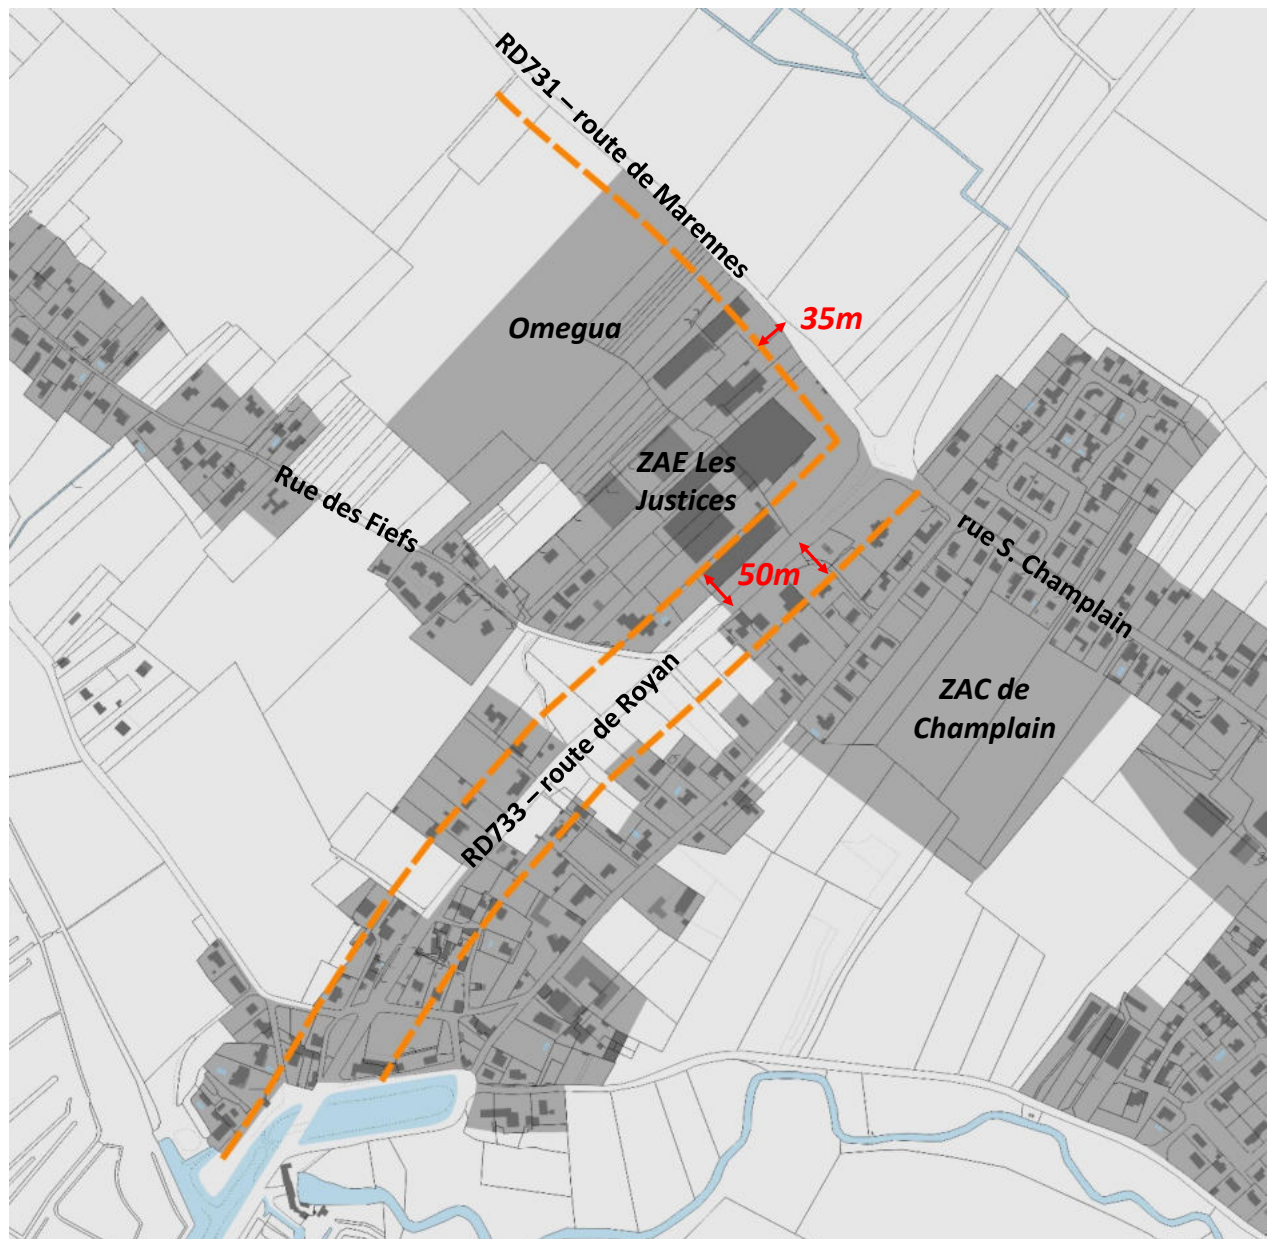 RD731 – route de Marennes
35m
Omegua
ZAE Les
Justices
Rue des Fiefs
rue S. Champlain
50m
ZAC de
Champlain
RD733 – route de Royan